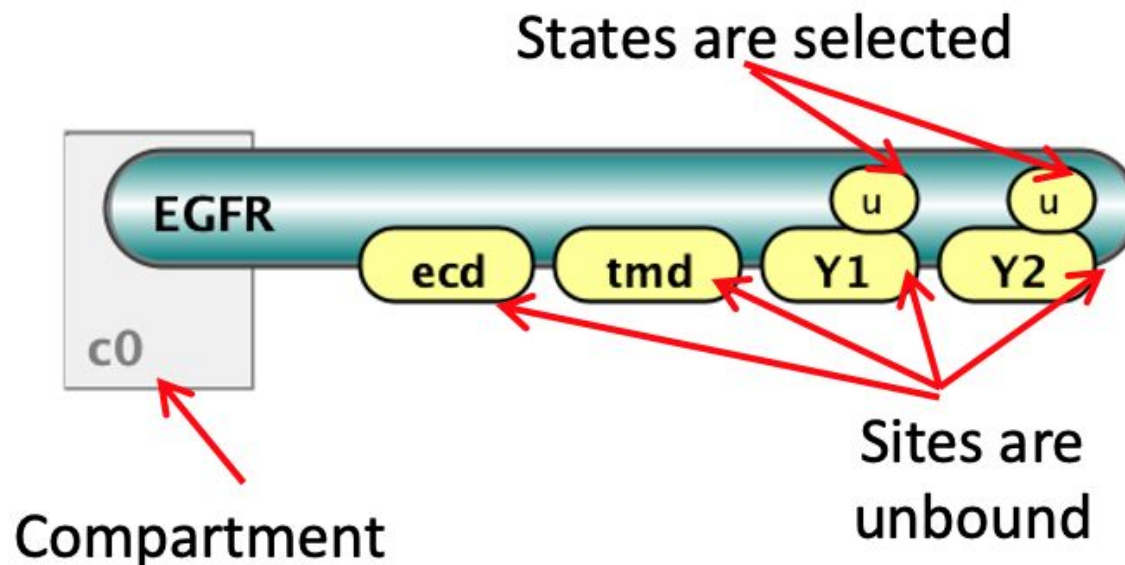 States are selected
u
u
EGFR
ecd
tmd
Y1
Y2
c0
Sites are
unbound
Compartment